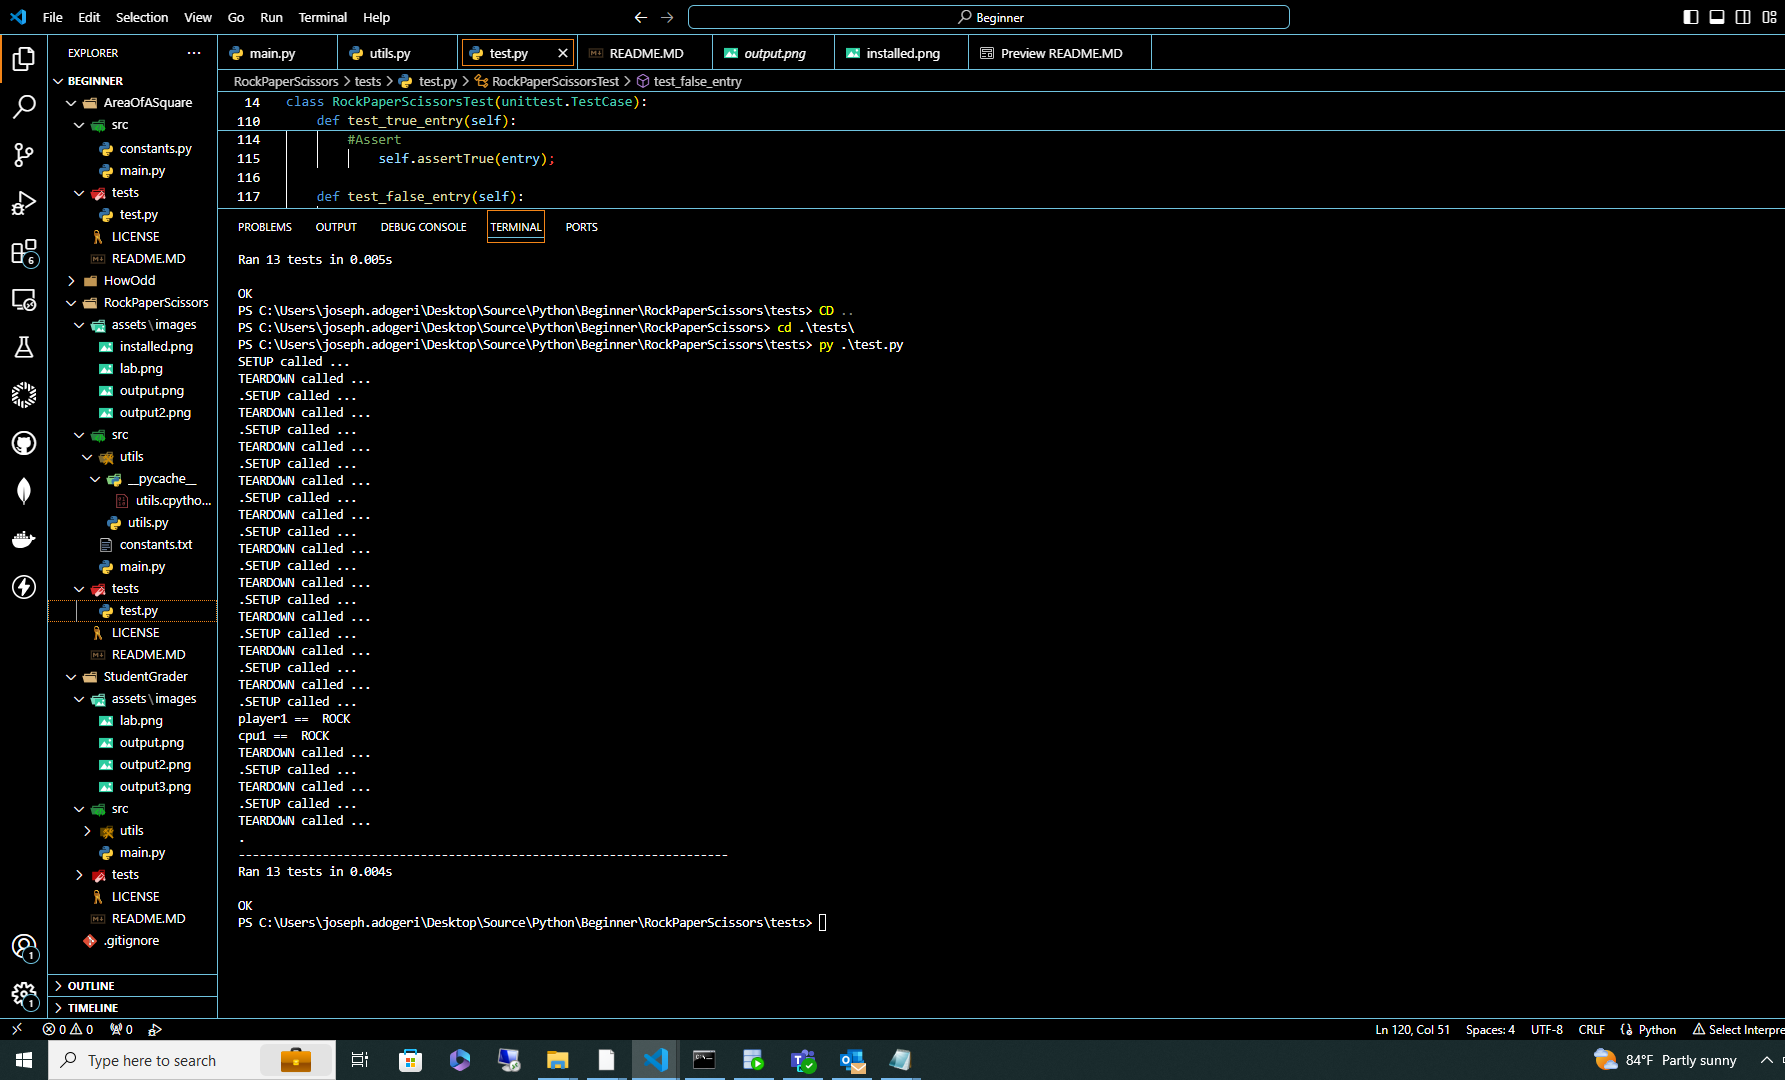 File Edit Selection View Go Run Terminal Help
Beginner
EXPLORER
main.py
utils.py
test.py
README.MD
output.png
installed.png
Preview README.MD
RockPaperScissors > tests > test.py > RockPaperScissorsTest > test_false_entry
BEGINNER
AreaOfASquare
src
constants.py
main.py
tests
test.py
LICENSE
README.MD
HowOdd
RockPaperScissors
assets\images
installed.png
lab.png
output.png
output2.png
src
utils
__pycache__
utils.cpytho...
utils.py
constants.txt
main.py
tests
test.py
LICENSE
README.MD
StudentGrader
assets\images
lab.png
output.png
output2.png
output3.png
src
utils
main.py
tests
LICENSE
README.MD
.gitignore
OUTLINE
TIMELINE
6
1
1
14 class RockPaperScissorsTest(unittest.TestCase):
110 def test_true_entry(self):
114 #Assert
115 self.assertTrue(entry);
116
117 def test_false_entry(self):
PROBLEMS OUTPUT DEBUG CONSOLE TERMINAL PORTS
Ran 13 tests in 0.005s
OK
PS C:\Users\joseph.adogeri\Desktop\Source\Python\Beginner\RockPaperScissors\tests> CD ..
PS C:\Users\joseph.adogeri\Desktop\Source\Python\Beginner\RockPaperScissors> cd .\tests\
PS C:\Users\joseph.adogeri\Desktop\Source\Python\Beginner\RockPaperScissors\tests> py .\test.py
SETUP called ...
TEARDOWN called ...
.SETUP called ...
TEARDOWN called ...
.SETUP called ...
TEARDOWN called ...
.SETUP called ...
TEARDOWN called ...
.SETUP called ...
TEARDOWN called ...
.SETUP called ...
TEARDOWN called ...
.SETUP called ...
TEARDOWN called ...
.SETUP called ...
TEARDOWN called ...
.SETUP called ...
TEARDOWN called ...
.SETUP called ...
TEARDOWN called ...
.SETUP called ...
player1 ==  ROCK
cpu1 ==  ROCK
TEARDOWN called ...
.SETUP called ...
TEARDOWN called ...
.SETUP called ...
TEARDOWN called ...
.
----------------------------------------------------------------------
Ran 13 tests in 0.004s
OK
PS C:\Users\joseph.adogeri\Desktop\Source\Python\Beginner\RockPaperScissors\tests>
0 0 0
Ln 120, Col 51 Spaces: 4 UTF-8 CRLF Python Select Interpre
Type here to search
84°F Partly sunny